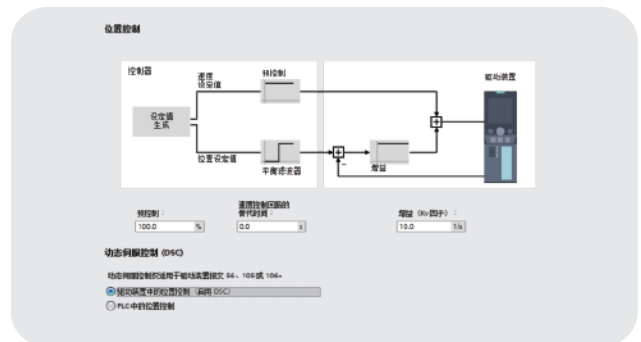 位置控制
控制器
速度
设定值
预控制
驱动装置
设定值
生成
位置设定值
平衡滤波器
增益
预控制：
100.0 %
速度控制回路的
替代时间：
0.0 s
增益（Kv因子）：
10.0 1/s
动态伺服控制 (DSC)
动态伺服控制仅适用于驱动装置报文 5、6、105 或 106。
驱动装置中的位置控制（启用 DSC）
PLC 中的位置控制